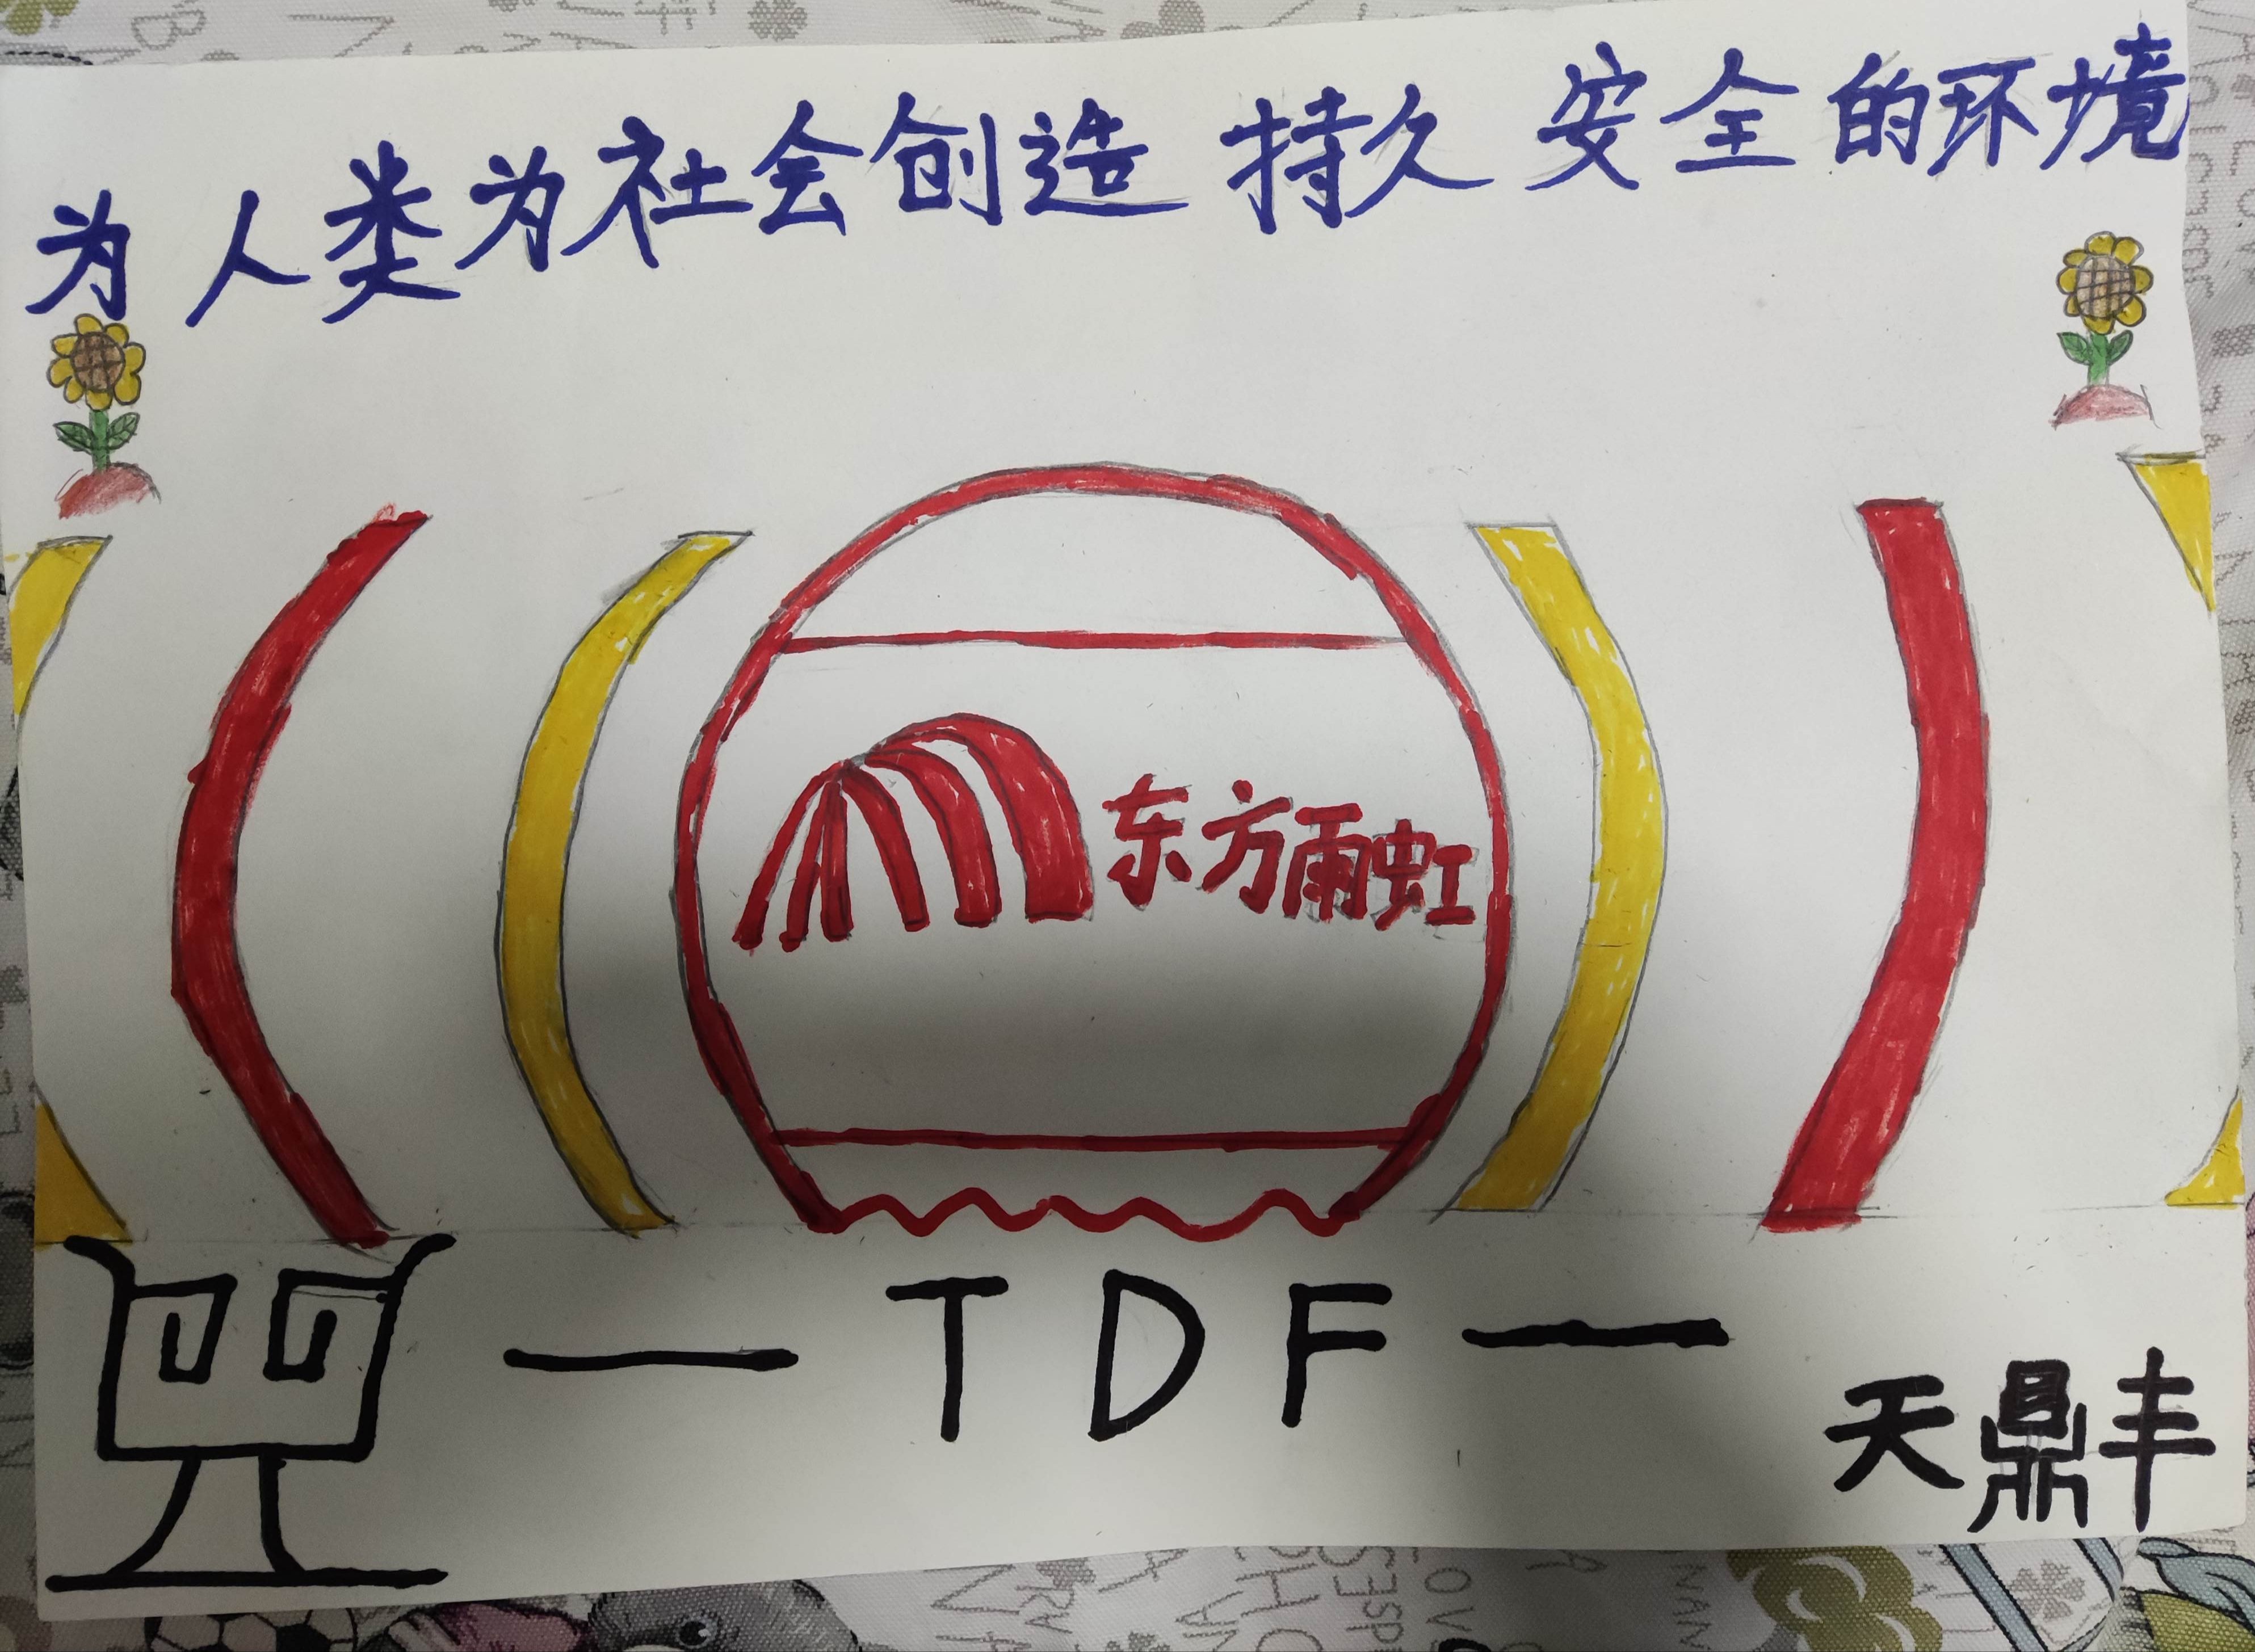 为人类为社会创造持久安全的环境
东方雨虹
— TDF —
天鼎丰